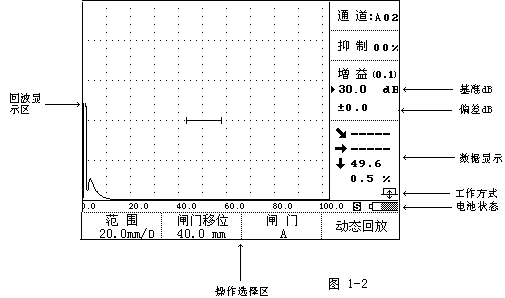 通道:A02
抑制 00%
增益(0.1)
30.0 dB
±0.0
基准dB
偏差dB
回波显示区
-----
-----
49.6
0.5 %
数据显示
工作方式
电池状态
0.0 20.0 40.0 60.0 80.0 100.0 S
范围 闸门移位 闸门 动态回放
20.0mm/D 40.0 mm A
操作选择区
图 1-2